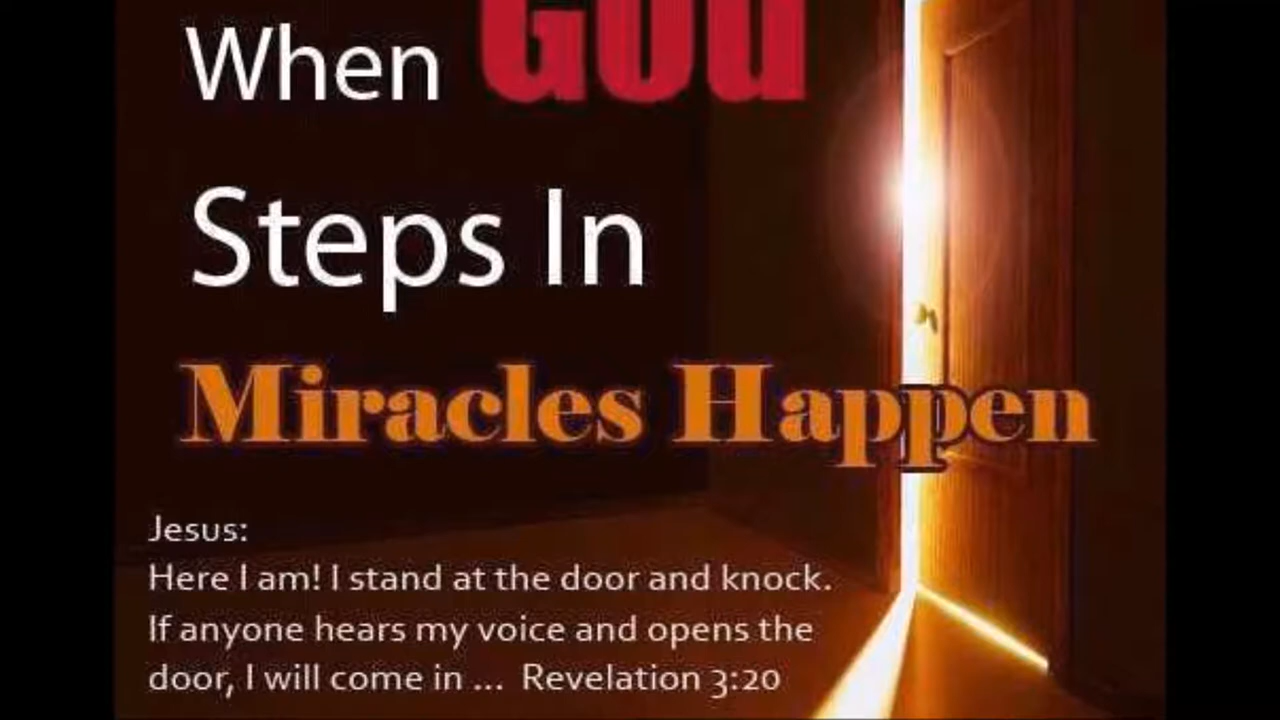 When God
Steps In
Miracles Happen
Jesus:
Here I am! I stand at the door and knock.
If anyone hears my voice and opens the
door, I will come in ... Revelation 3:20